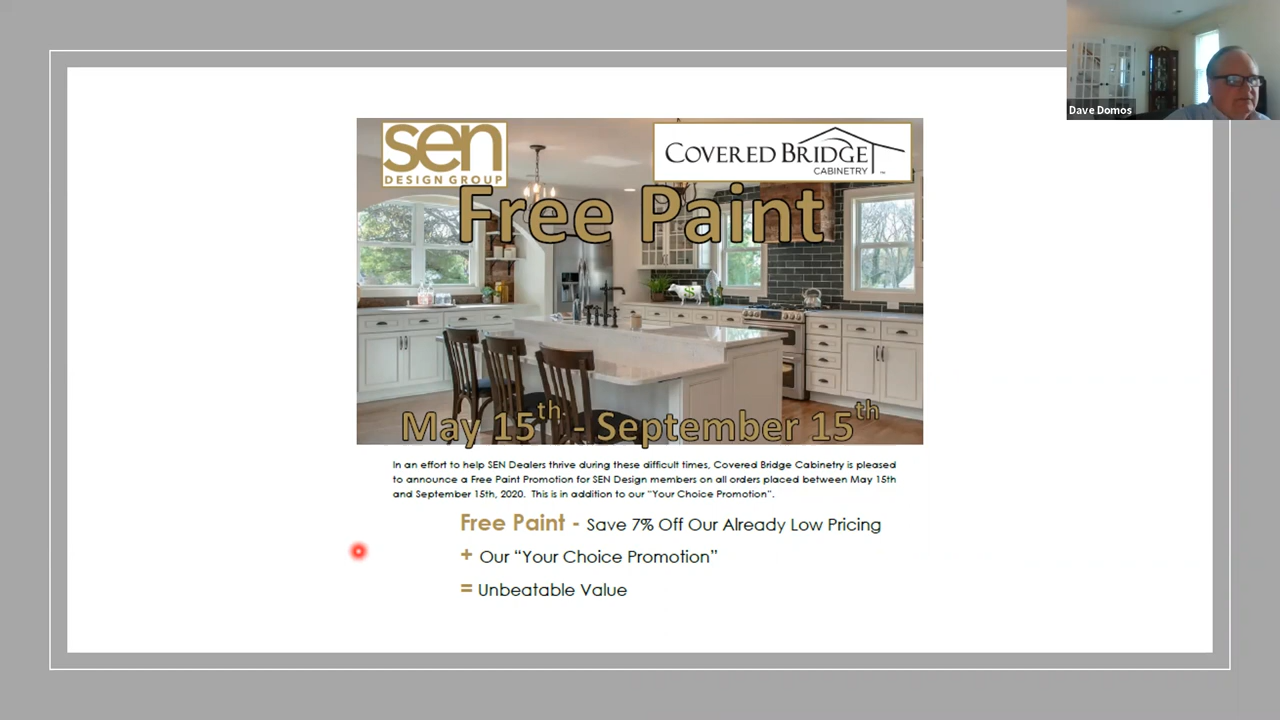 sen
DESIGN GROUP
COVERED BRIDGE
CABINETRY ™
Free Paint
May 15th - September 15th
In an effort to help SEN Dealers thrive during these difficult times, Covered Bridge Cabinetry is pleased
to announce a Free Paint Promotion for SEN Design members on all orders placed between May 15th
and September 15th, 2020. This is in addition to our “Your Choice Promotion”.
Free Paint - Save 7% Off Our Already Low Pricing
+ Our “Your Choice Promotion”
= Unbeatable Value
Dave Domos